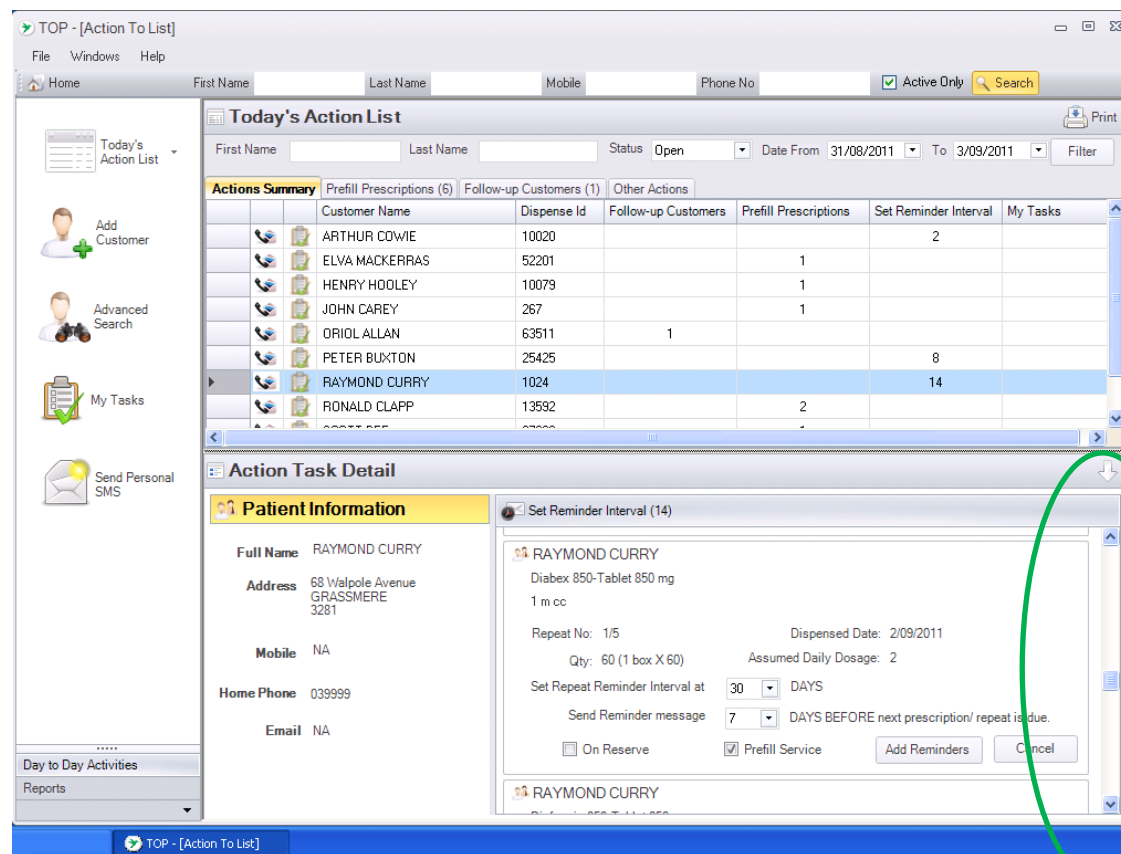 TOP - [Action To List]
File Windows Help
Home First Name Last Name Mobile Phone No Active Only Search
Today's Action List
Add Customer
Advanced Search
My Tasks
Send Personal SMS
Day to Day Activities
Reports
Today's Action List Print
First Name Last Name Status Open Date From 31/08/2011 To 3/09/2011 Filter
Actions Summary Prefill Prescriptions (6) Follow-up Customers (1) Other Actions
Customer Name Dispense Id Follow-up Customers Prefill Prescriptions Set Reminder Interval My Tasks
ARTHUR COWIE 10020 2
ELVA MACKERRAS 52201 1
HENRY HOOLEY 10079 1
JOHN CAREY 267 1
ORIOL ALLAN 63511 1
PETER BUXTON 25425 8
RAYMOND CURRY 1024 14
RONALD CLAPP 13592 2
Action Task Detail
Patient Information
Full Name RAYMOND CURRY
Address 68 Walpole Avenue
GRASSMERE
3281
Mobile NA
Home Phone 039999
Email NA
Set Reminder Interval (14)
RAYMOND CURRY
Diabex 850-Tablet 850 mg
1 m cc
Repeat No: 1/5 Dispensed Date: 2/09/2011
Qty: 60 (1 box X 60) Assumed Daily Dosage: 2
Set Repeat Reminder Interval at 30 DAYS
Send Reminder message 7 DAYS BEFORE next prescription/ repeat is due.
On Reserve Prefill Service Add Reminders Cancel
RAYMOND CURRY
TOP - [Action To List]